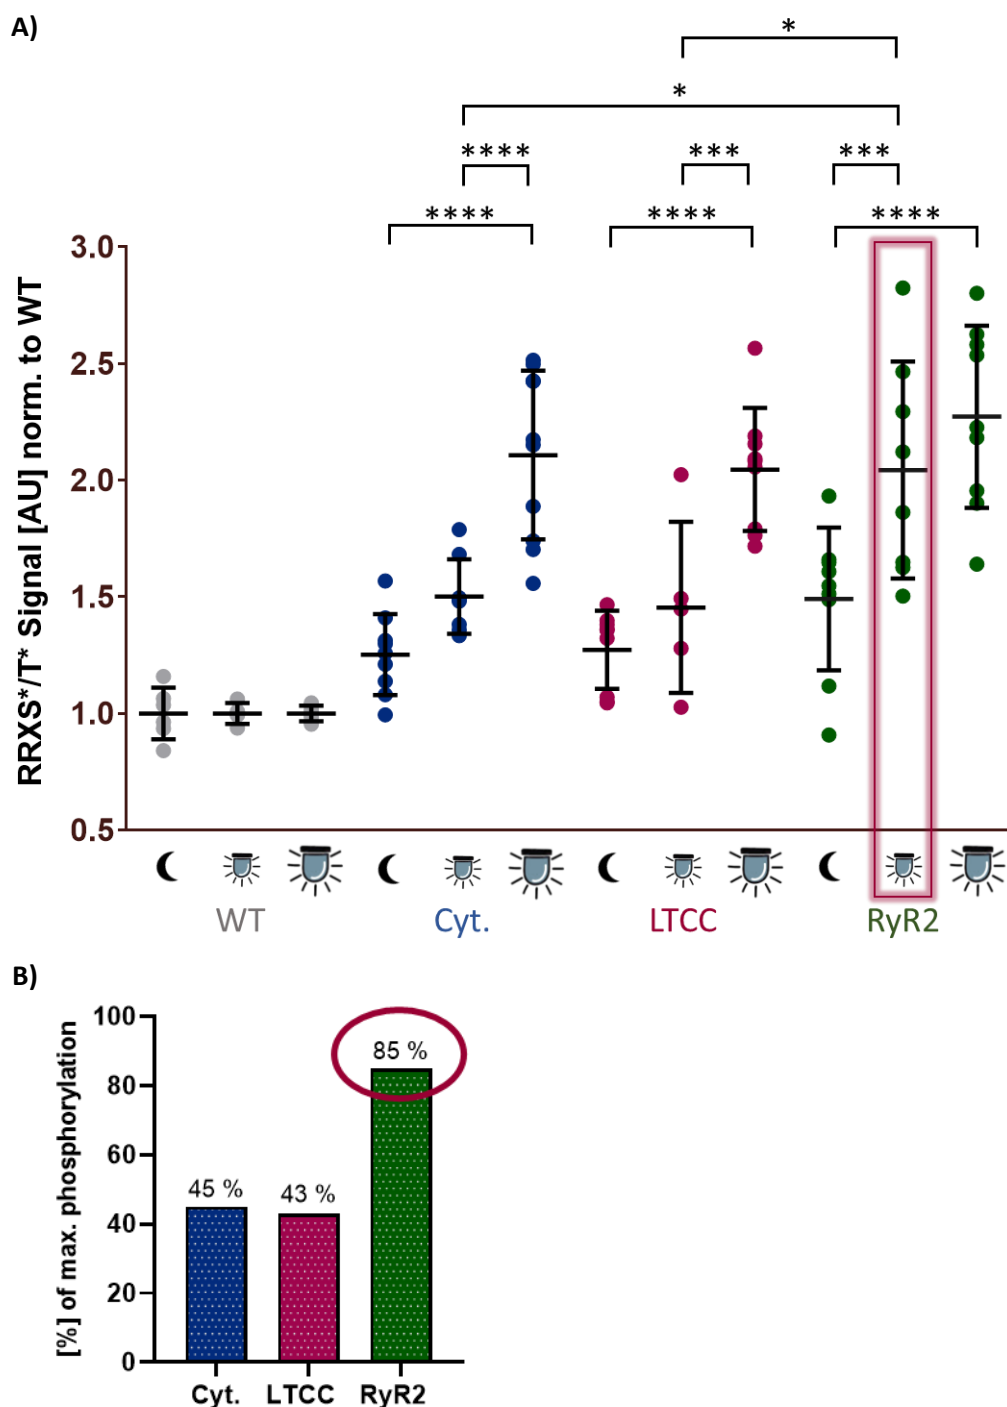 A)
*
*
**** *** ***
**** **** ****
RRXS*/T* Signal [AU] norm. to WT
3.0
2.5
2.0
1.5
1.0
0.5
WT Cyt. LTCC RyR2
B)
[%] of max. phosphorylation
100
80
60
40
20
0
45 % 43 % 85 %
Cyt. LTCC RyR2